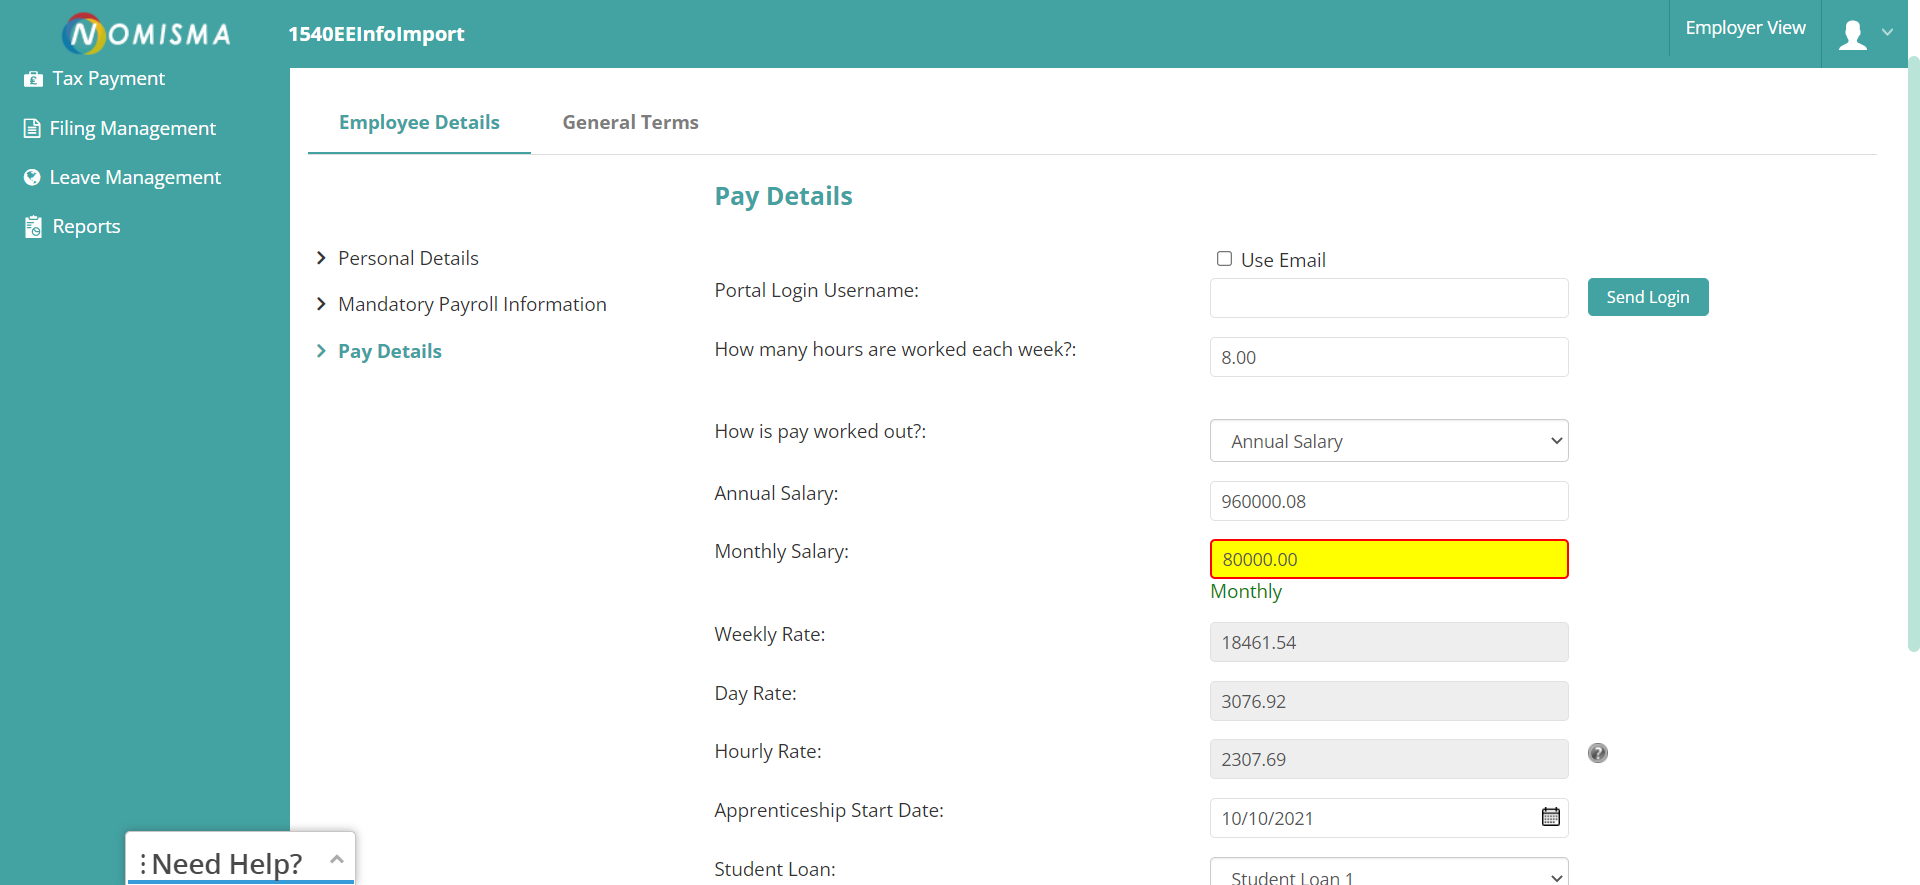 NOMISMA
1540EEInfoImport
Employer View
Tax Payment
Filing Management
Leave Management
Reports
Employee Details
General Terms
Pay Details
Personal Details
Mandatory Payroll Information
Pay Details
Use Email
Portal Login Username:
Send Login
How many hours are worked each week?:
8.00
How is pay worked out?:
Annual Salary
Annual Salary:
960000.08
Monthly Salary:
80000.00
Monthly
Weekly Rate:
18461.54
Day Rate:
3076.92
Hourly Rate:
2307.69
?
Apprenticeship Start Date:
10/10/2021
Student Loan:
Student Loan 1
Need Help?